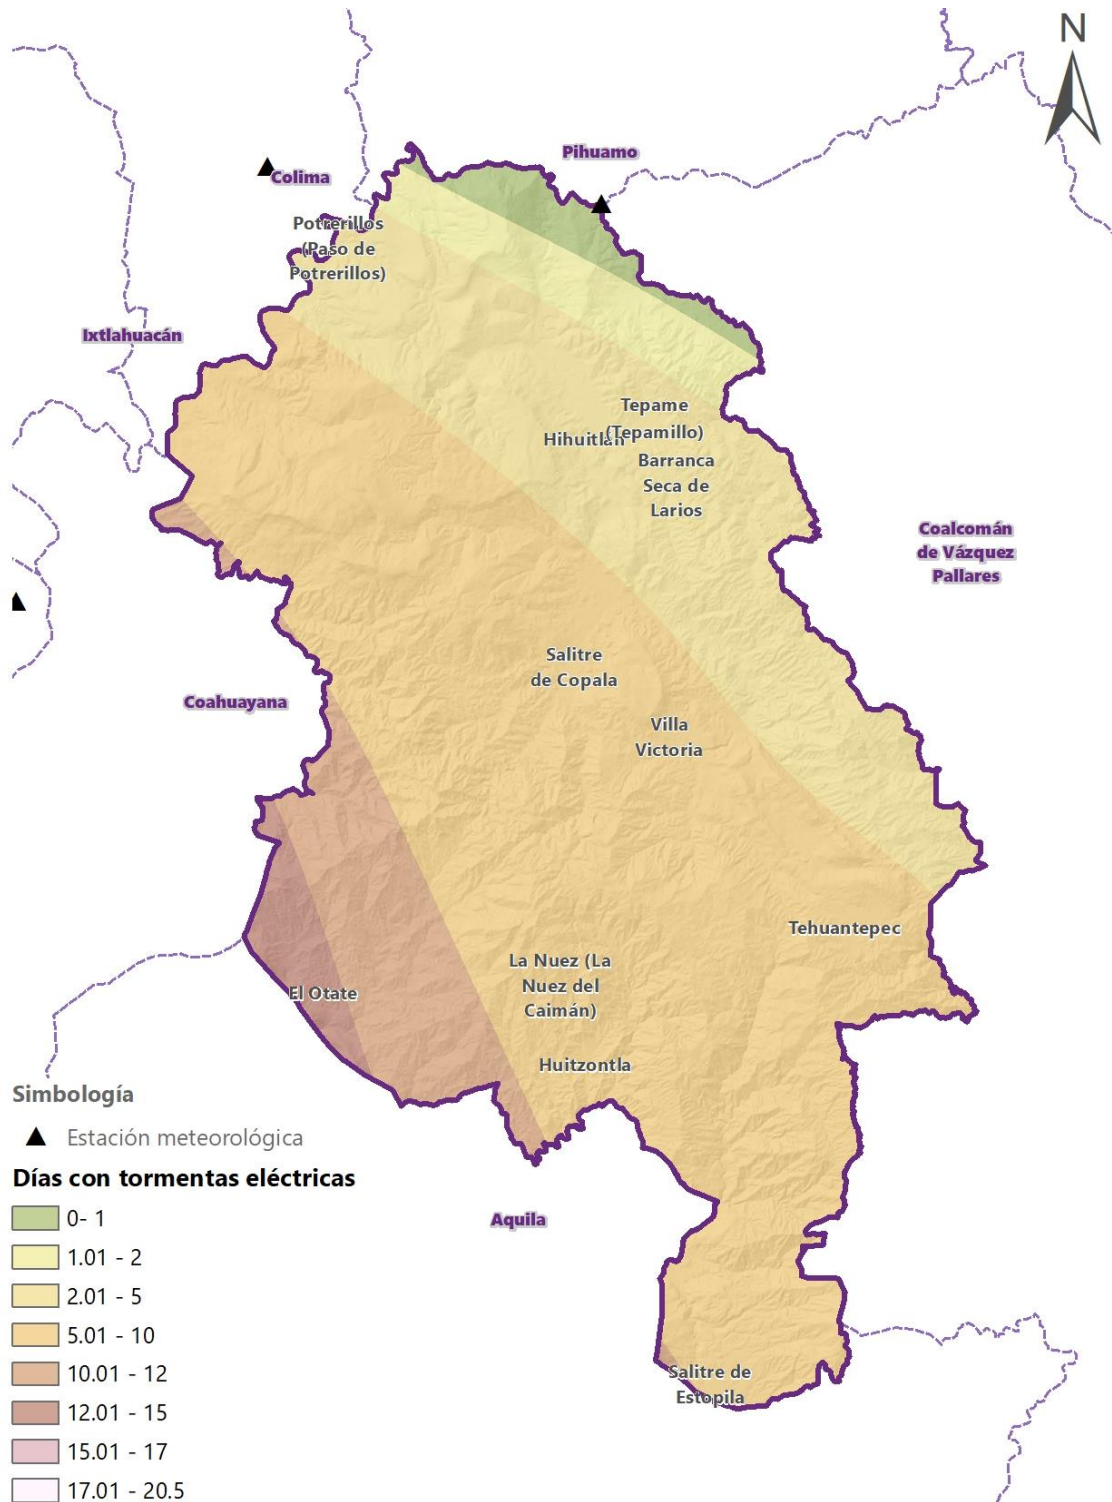 N
Pihuamo
Colima
Potrerillos
(Paso de
Potrerillos)
Ixtlahuacán
Tepame
(Tepamillo)
Hihuitlán
Barranca
Seca de
Larios
Coalcomán
de Vázquez
Pallares
Salitre
de Copala
Coahuayana
Villa
Victoria
Tehuantepec
La Nuez (La
Nuez del
Caimán)
El Otate
Huitzontla
Aquila
Salitre de
Estopila
Simbología
Estación meteorológica
Días con tormentas eléctricas
0- 1
1.01 - 2
2.01 - 5
5.01 - 10
10.01 - 12
12.01 - 15
15.01 - 17
17.01 - 20.5